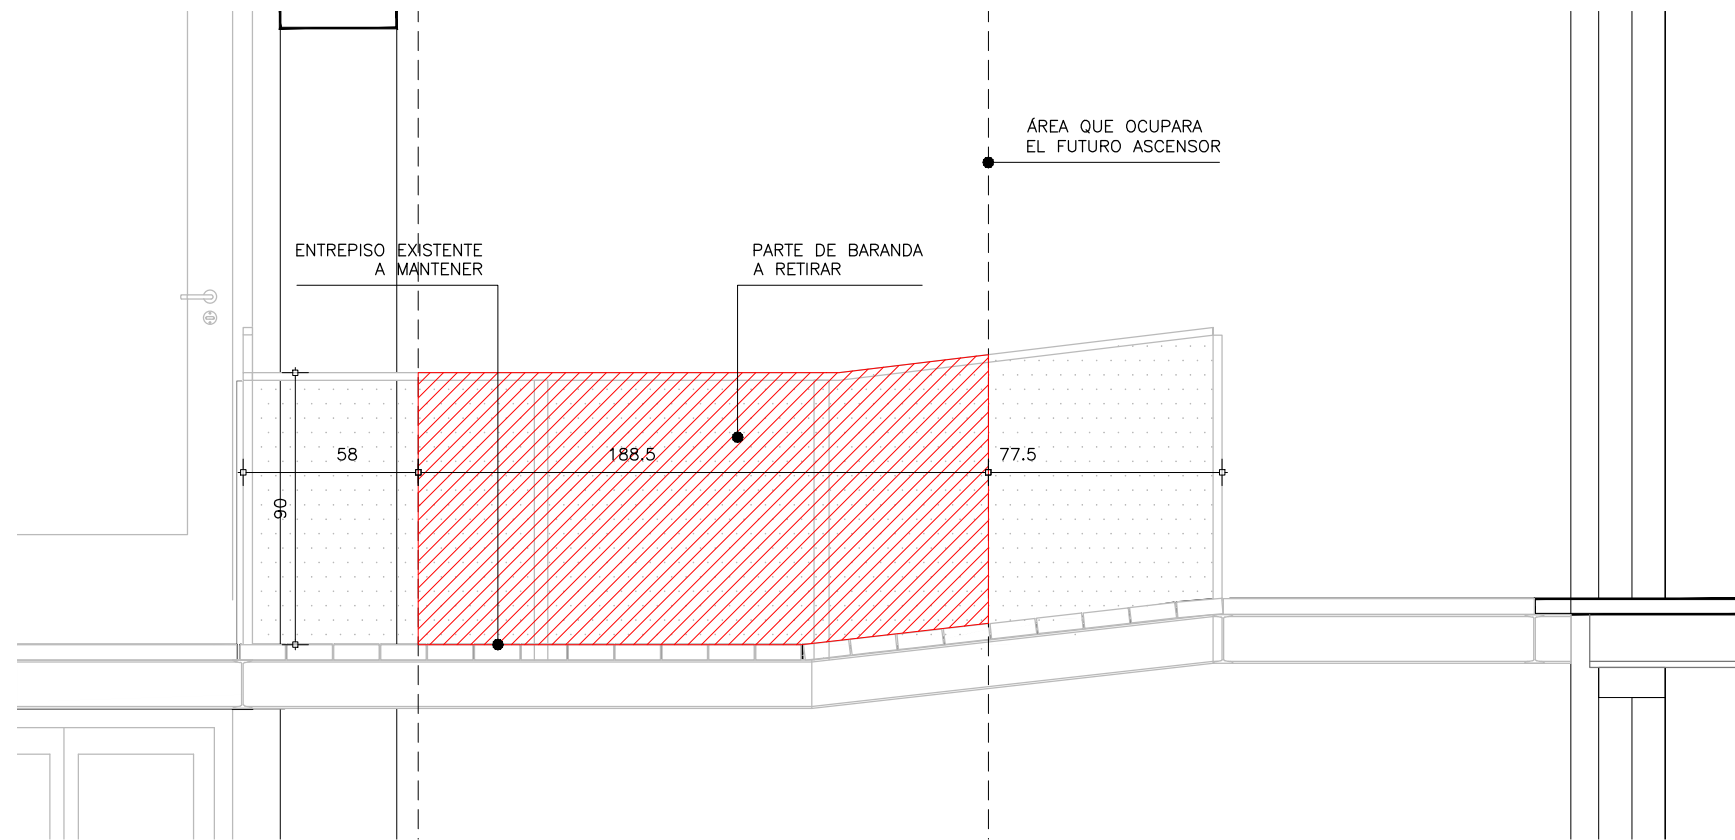 ÁREA QUE OCUPARA
EL FUTURO ASCENSOR
ENTREPISO EXISTENTE
A MANTENER
PARTE DE BARANDA
A RETIRAR
58
188.5
77.5
90